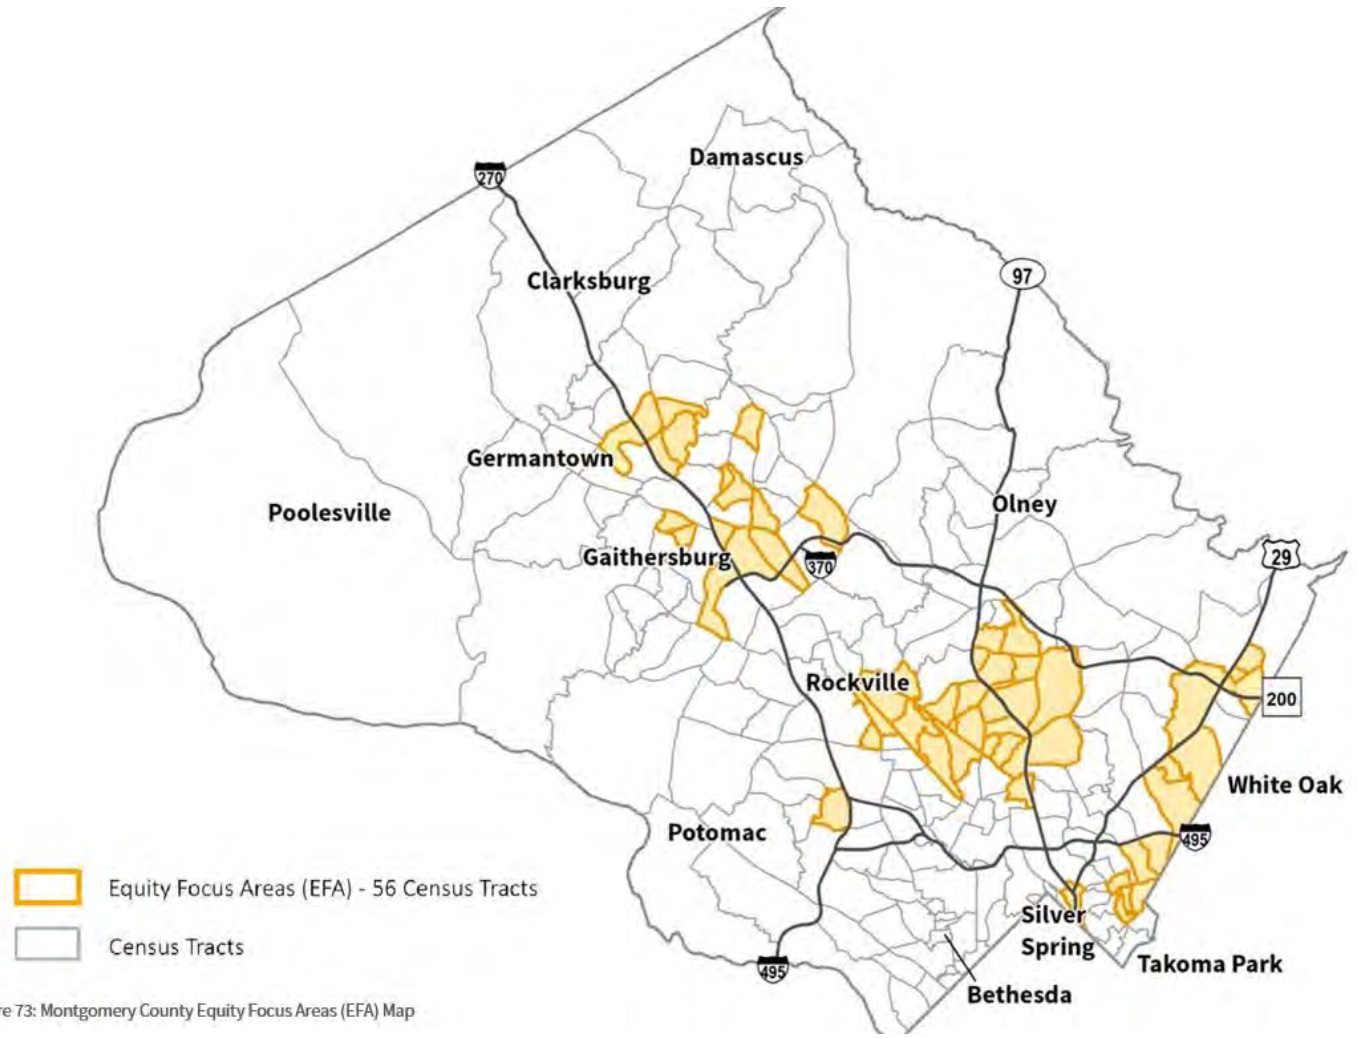 Damascus
270
Clarksburg
97
Germantown
Poolesville
Olney
Gaithersburg
370
29
Rockville
200
White Oak
Potomac
495
Equity Focus Areas (EFA) - 56 Census Tracts
Silver
Spring
Census Tracts
Takoma Park
495
Bethesda
re 73: Montgomery County Equity Focus Areas (EFA) Map